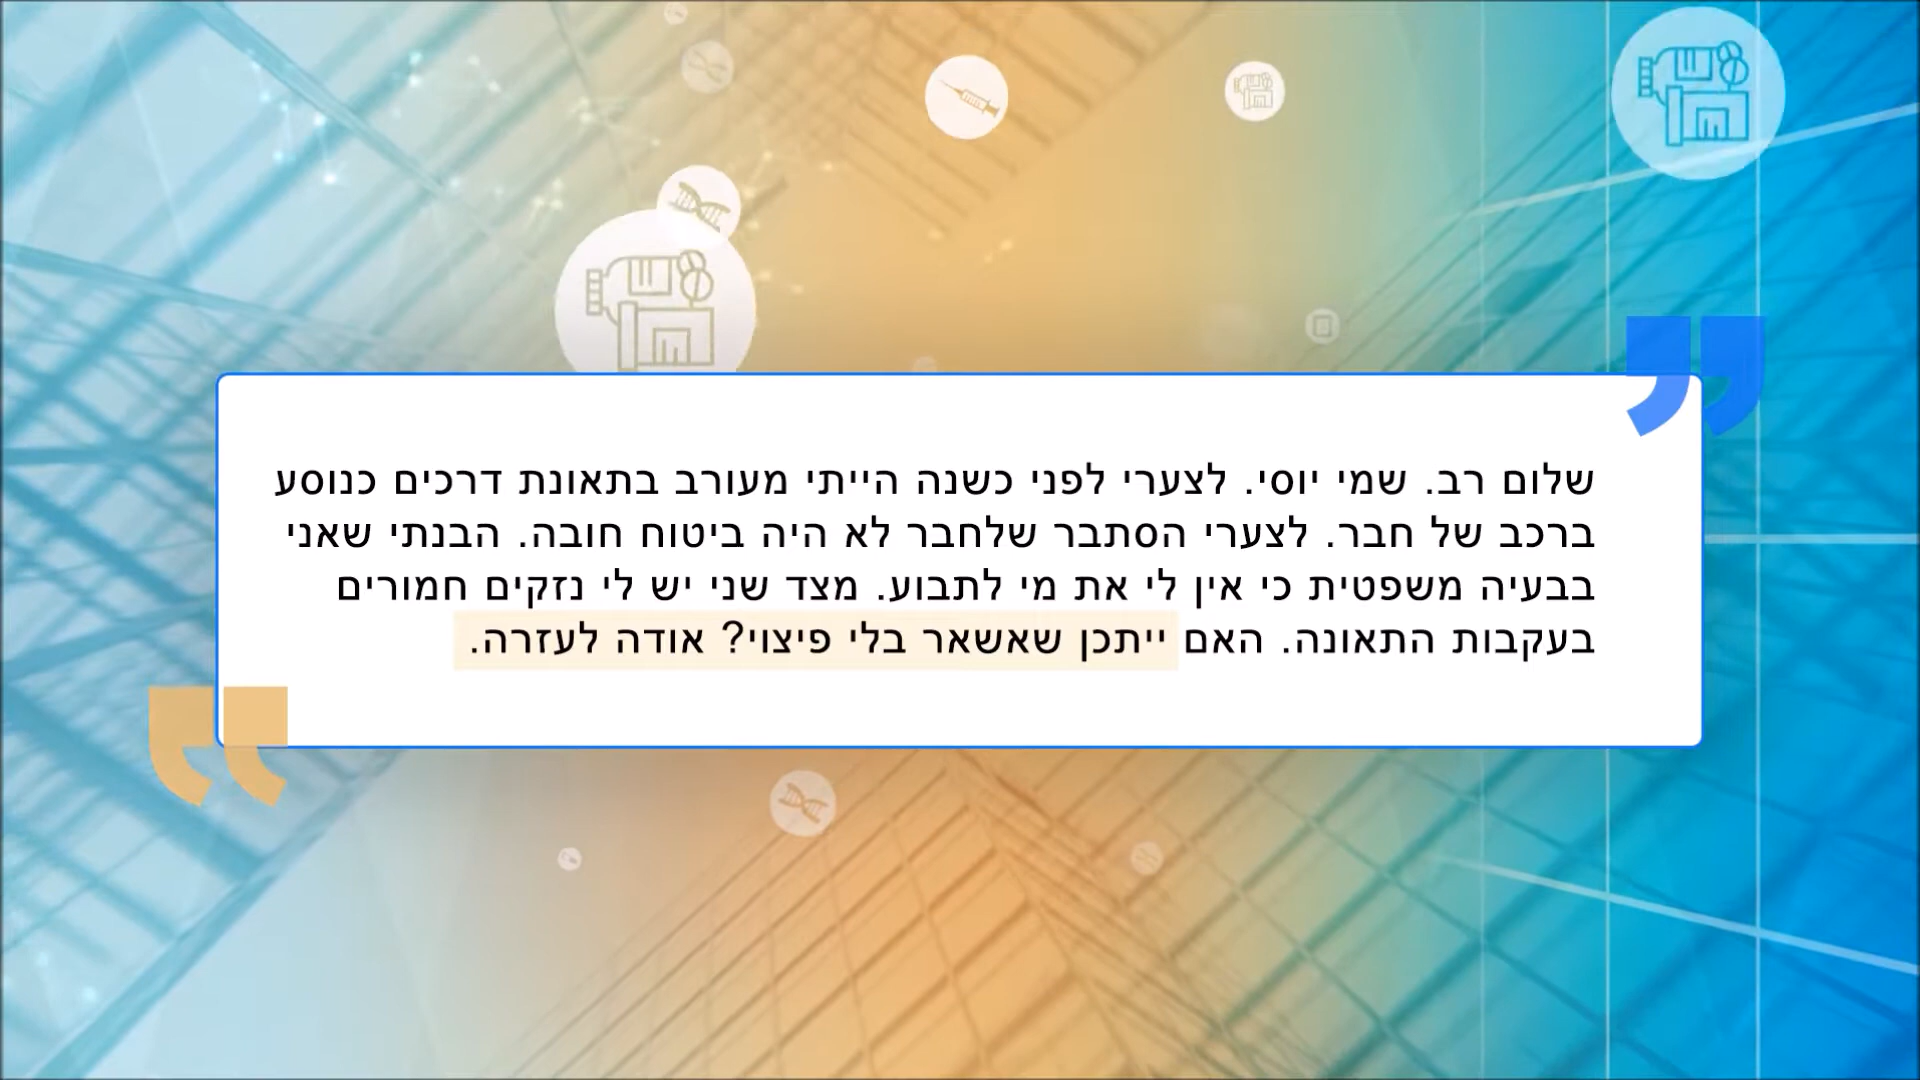 שלום רב. שמי יוסי. לצערי לפני כשנה הייתי מעורב בתאונת דרכים כנוסע
ברכב של חבר. לצערי הסתבר שלחבר לא היה ביטוח חובה. הבנתי שאני
בבעיה משפטית כי אין לי את מי לתבוע. מצד שני יש לי נזקים חמורים
בעקבות התאונה. האם ייתכן שאשאר בלי פיצוי? אודה לעזרה.